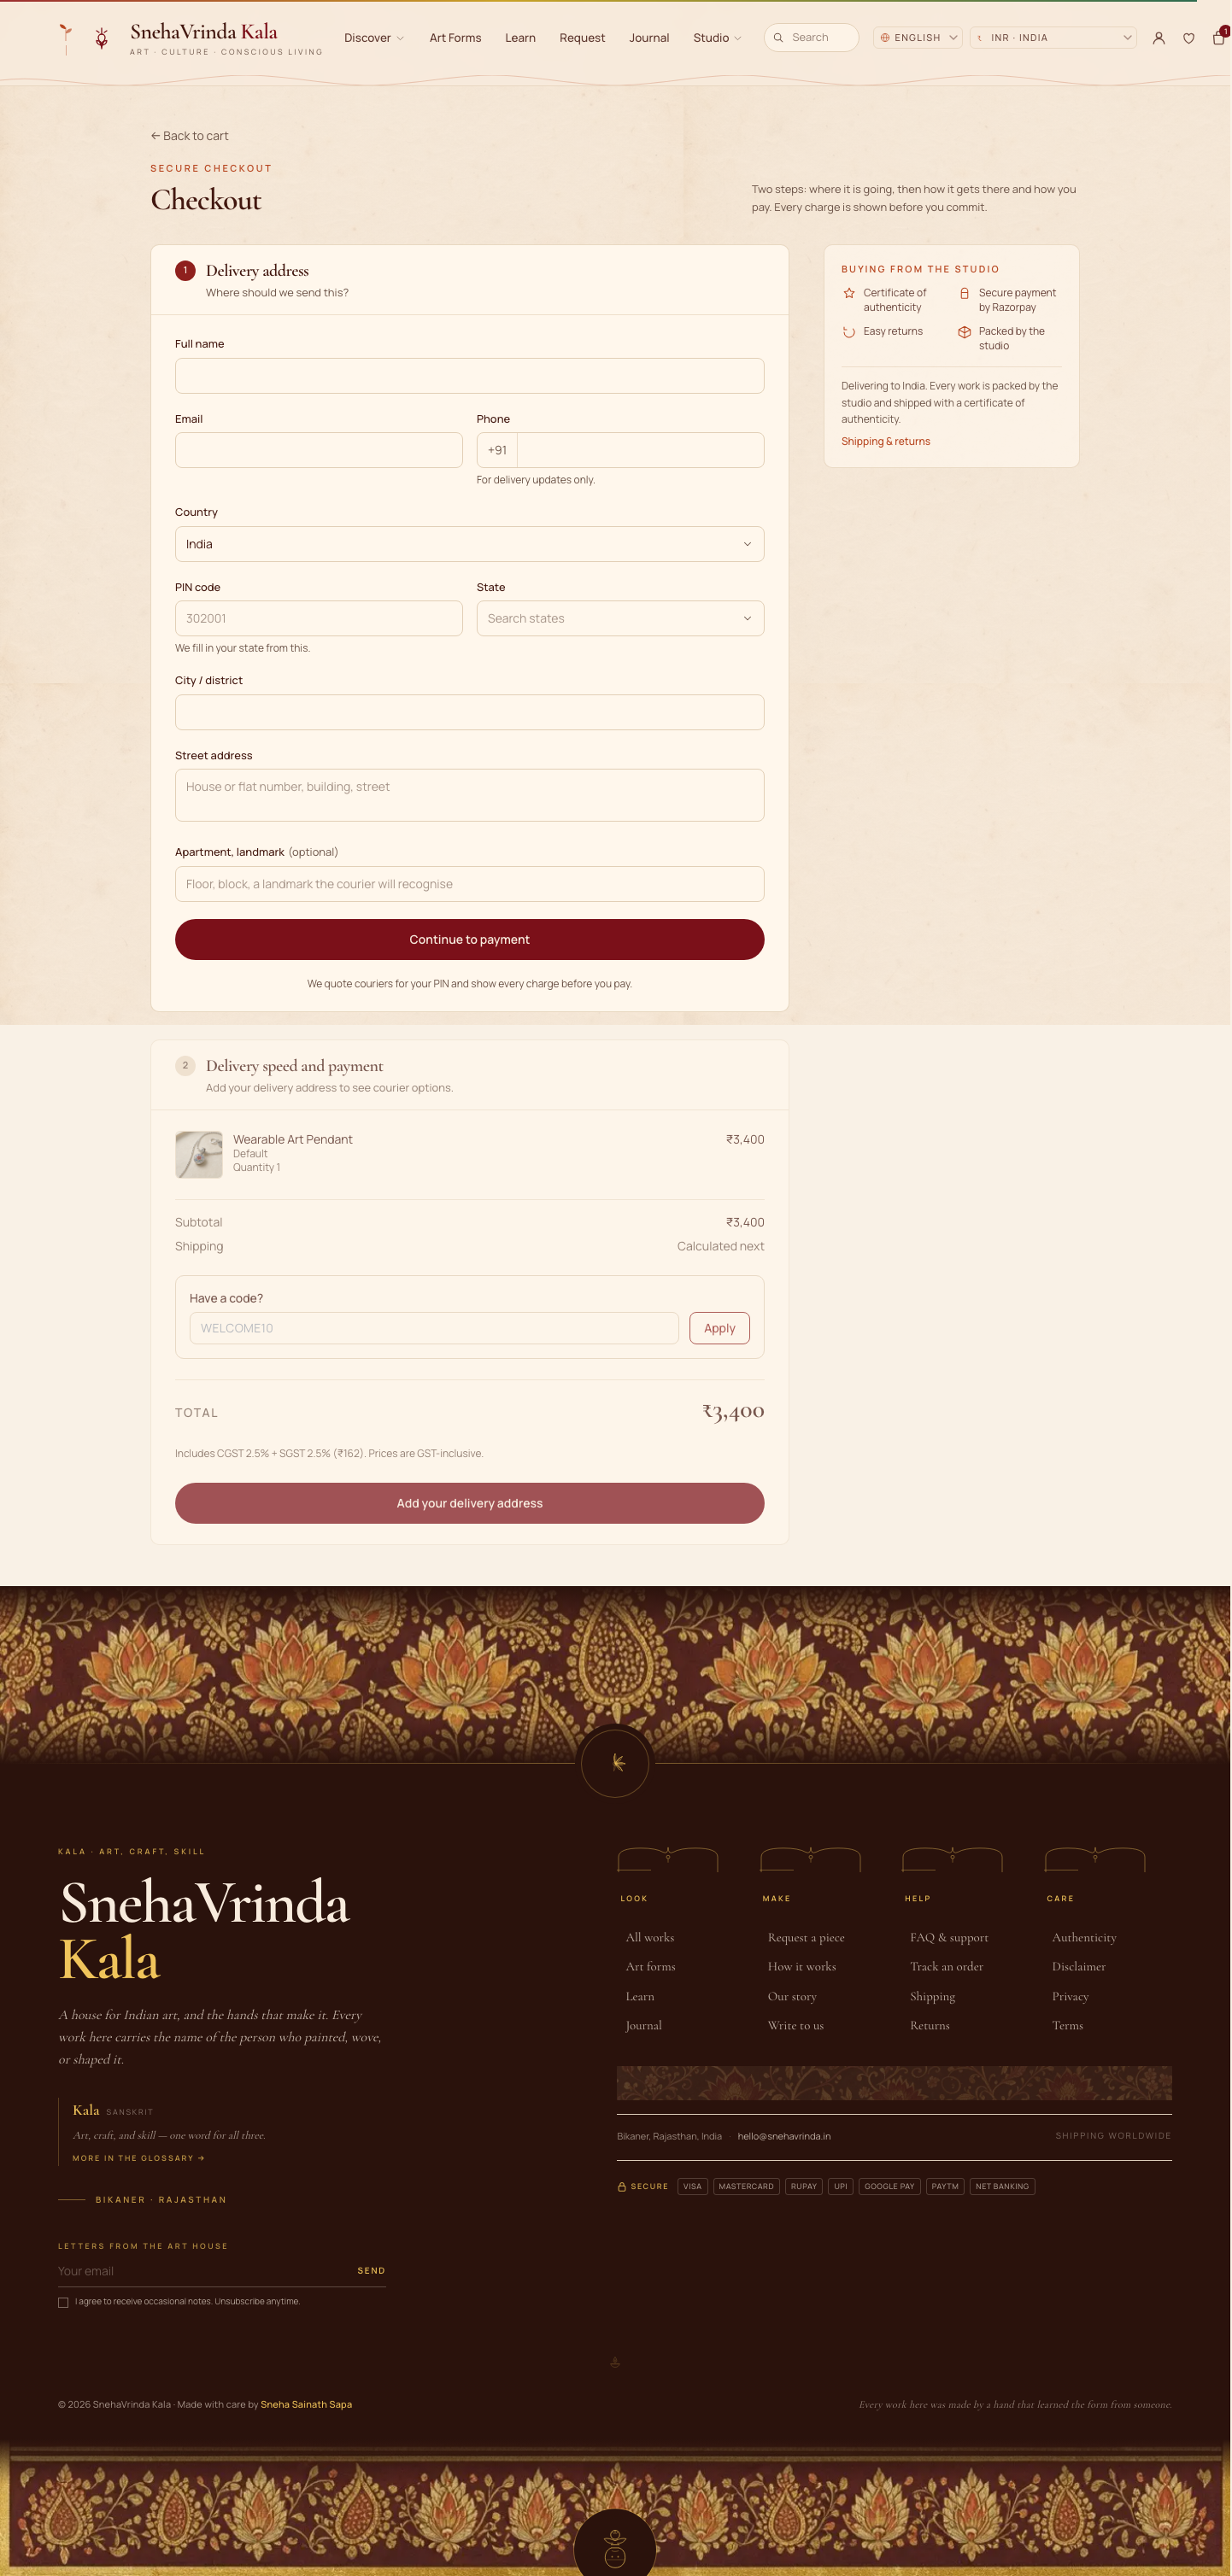 SnehaVrinda Kala
ART · CULTURE · CONSCIOUS LIVING
Discover
Art Forms
Learn
Request
Journal
Studio
Search
ENGLISH
INR · INDIA
1
← Back to cart
SECURE CHECKOUT
Checkout
Two steps: where it is going, then how it gets there and how you
pay. Every charge is shown before you commit.
1
Delivery address
Where should we send this?
Full name
Email
Phone
+91
For delivery updates only.
Country
India
PIN code
State
302001
Search states
We fill in your state from this.
City / district
Street address
House or flat number, building, street
Apartment, landmark (optional)
Floor, block, a landmark the courier will recognise
Continue to payment
We quote couriers for your PIN and show every charge before you pay.
BUYING FROM THE STUDIO
Certificate of
authenticity
Secure payment
by Razorpay
Easy returns
Packed by the
studio
Delivering to India. Every work is packed by the
studio and shipped with a certificate of
authenticity.
Shipping & returns
2
Delivery speed and payment
Add your delivery address to see courier options.
Wearable Art Pendant
₹3,400
Default
Quantity 1
Subtotal
₹3,400
Shipping
Calculated next
Have a code?
WELCOME10
Apply
TOTAL
₹3,400
Includes CGST 2.5% + SGST 2.5% (₹162). Prices are GST-inclusive.
Add your delivery address
KALA · ART, CRAFT, SKILL
SnehaVrinda
Kala
A house for Indian art, and the hands that make it. Every
work here carries the name of the person who painted, wove,
or shaped it.
Kala SANSKRIT
Art, craft, and skill — one word for all three.
MORE IN THE GLOSSARY →
BIKANER · RAJASTHAN
LETTERS FROM THE ART HOUSE
Your email
SEND
I agree to receive occasional notes. Unsubscribe anytime.
LOOK
All works
Art forms
Learn
Journal
MAKE
Request a piece
How it works
Our story
Write to us
HELP
FAQ & support
Track an order
Shipping
Returns
CARE
Authenticity
Disclaimer
Privacy
Terms
Bikaner, Rajasthan, India · hello@snehavrinda.in
SHIPPING WORLDWIDE
SECURE
VISA
MASTERCARD
RUPAY
UPI
GOOGLE PAY
PAYTM
NET BANKING
© 2026 SnehaVrinda Kala · Made with care by Sneha Sainath Sapa
Every work here was made by a hand that learned the form from someone.